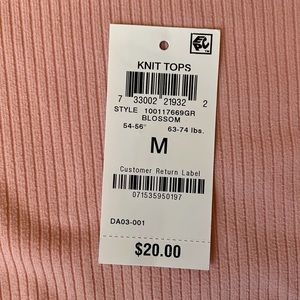 KNIT TOPS
7 33002 21932 2
STYLE 100117669GR
BLOSSOM
54-56" 63-74 lbs.
M
Customer Return Label
071535950197
DA03-001
$20.00